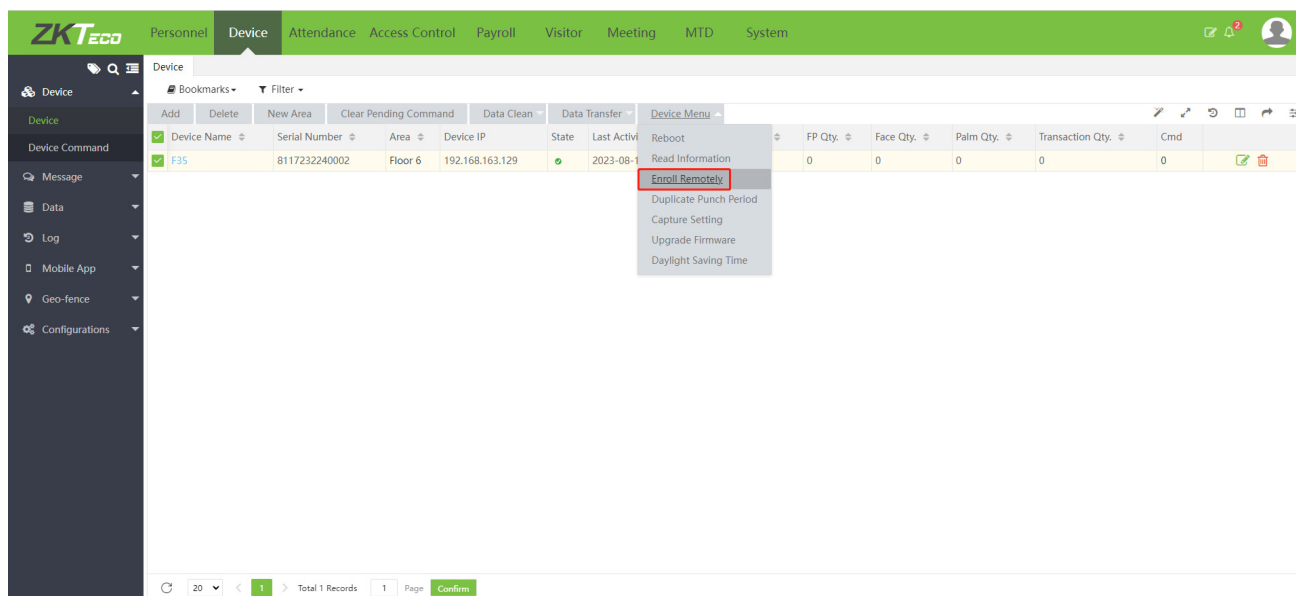 ZKTECO Personnel Device Attendance Access Control Payroll Visitor Meeting MTD System 2
Device
Device
Bookmarks Filter
Device
Add Delete New Area Clear Pending Command Data Clean Data Transfer Device Menu
Device Name Serial Number Area Device IP State Last Activi FP Qty. Face Qty. Palm Qty. Transaction Qty. Cmd
Reboot
Device Command
F35 8117232240002 Floor 6 192.168.163.129 2023-08-1 0 0 0 0 0
Read Information
Message
Enroll Remotely
Duplicate Punch Period
Data
Capture Setting
Log
Upgrade Firmware
Daylight Saving Time
Mobile App
Geo-fence
Configurations
20 < 1 > Total 1 Records 1 Page Confirm